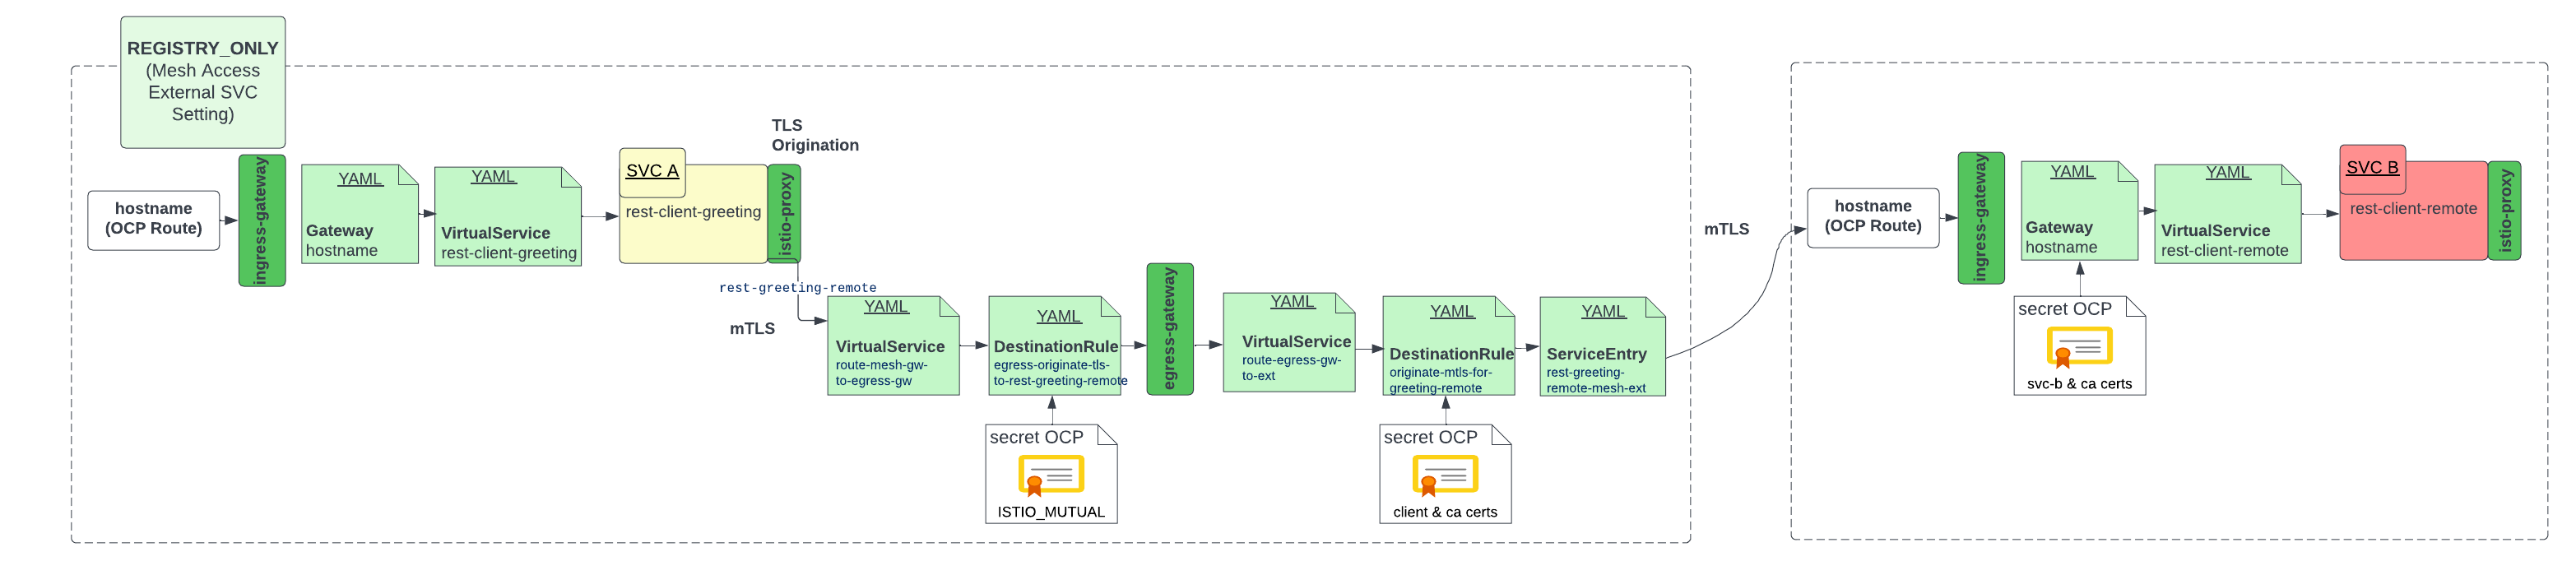 REGISTRY_ONLY
(Mesh Access
External SVC
Setting)
hostname
(OCP Route)
ingress-gateway
YAML
Gateway
hostname
YAML
VirtualService
rest-client-greeting
SVC A
rest-client-greeting
istio-proxy
TLS
Origination
rest-greeting-remote
mTLS
YAML
VirtualService
route-mesh-gw-
to-egress-gw
YAML
DestinationRule
egress-originate-tls-
to-rest-greeting-remote
secret OCP
ISTIO_MUTUAL
egress-gateway
YAML
VirtualService
route-egress-gw-
to-ext
YAML
DestinationRule
originate-mtls-for-
greeting-remote
secret OCP
client & ca certs
YAML
ServiceEntry
rest-greeting-
remote-mesh-ext
mTLS
hostname
(OCP Route)
ingress-gateway
YAML
Gateway
hostname
secret OCP
svc-b & ca certs
YAML
VirtualService
rest-client-remote
SVC B
rest-client-remote
istio-proxy